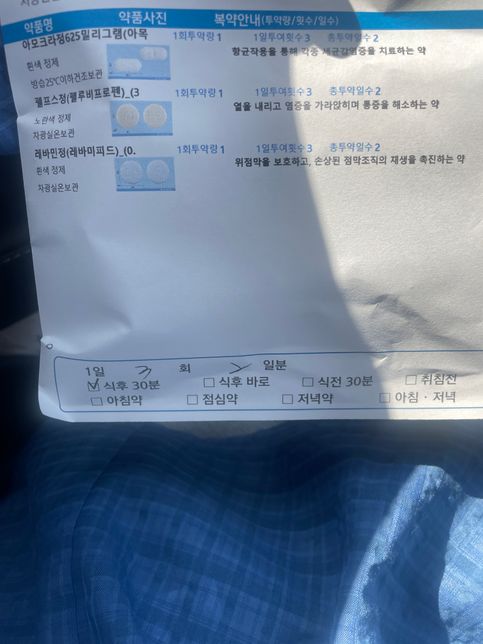 약품명 약품사진 복약안내(투약량/횟수/일수)
아모크라정625밀리그램(아목 1회투약량 1 1일투여횟수 3 총투약일수 2
흰색 정제 항균작용을 통해 각종 세균감염증을 치료하는 약
방습25℃이하건조보관
펠프스정(펠루비프로펜)_(3 1회투약량 1 1일투여횟수 3 총투약일수 2
노란색 정제 열을 내리고 염증을 가라앉히며 통증을 해소하는 약
차광실온보관
레바민정(레바미피드)_(0. 1회투약량 1 1일투여횟수 3 총투약일수 2
흰색 정제 위점막을 보호하고, 손상된 점막조직의 재생을 촉진하는 약
차광실온보관
1일 3 회 일분
식후 30분 식후 바로 식전 30분 취침전
아침약 점심약 저녁약 아침 · 저녁